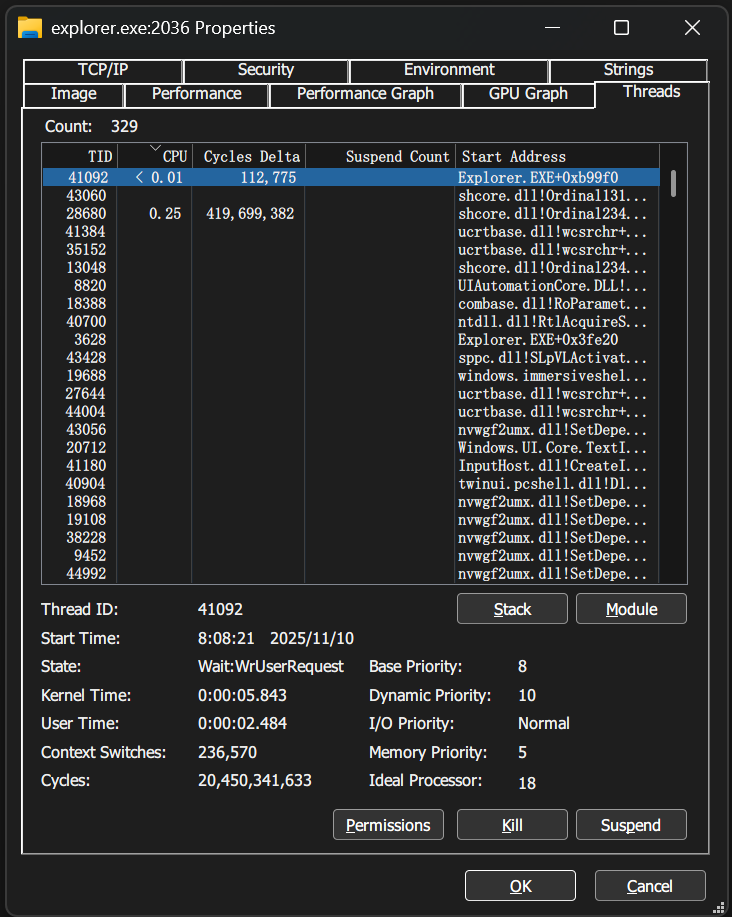 explorer.exe:2036 Properties
TCP/IP Security Environment Strings
Image Performance Performance Graph GPU Graph Threads
Count: 329
TID CPU Cycles Delta Suspend Count Start Address
41092 < 0.01 112,775 Explorer.EXE+0xb99f0
43060 shcore.dll!Ordinal131...
28680 0.25 419,699,382 shcore.dll!Ordinal234...
41384 ucrtbase.dll!wcsrchr+...
35152 ucrtbase.dll!wcsrchr+...
13048 shcore.dll!Ordinal234...
8820 UIAutomationCore.DLL!...
18388 combase.dll!RoParamet...
40700 ntdll.dll!RtlAcquireS...
3628 Explorer.EXE+0x3fe20
43428 sppc.dll!SLpVLActivat...
19688 windows.immersiveshel...
27644 ucrtbase.dll!wcsrchr+...
44004 ucrtbase.dll!wcsrchr+...
43056 nvwgf2umx.dll!SetDepe...
20712 Windows.UI.Core.TextI...
41180 InputHost.dll!CreateI...
40904 twinui.pcshell.dll!Dl...
18968 nvwgf2umx.dll!SetDepe...
19108 nvwgf2umx.dll!SetDepe...
38228 nvwgf2umx.dll!SetDepe...
9452 nvwgf2umx.dll!SetDepe...
44992 nvwgf2umx.dll!SetDepe...
Thread ID: 41092 Stack Module
Start Time: 8:08:21 2025/11/10
State: Wait:WrUserRequest Base Priority: 8
Kernel Time: 0:00:05.843 Dynamic Priority: 10
User Time: 0:00:02.484 I/O Priority: Normal
Context Switches: 236,570 Memory Priority: 5
Cycles: 20,450,341,633 Ideal Processor: 18
Permissions Kill Suspend
OK Cancel